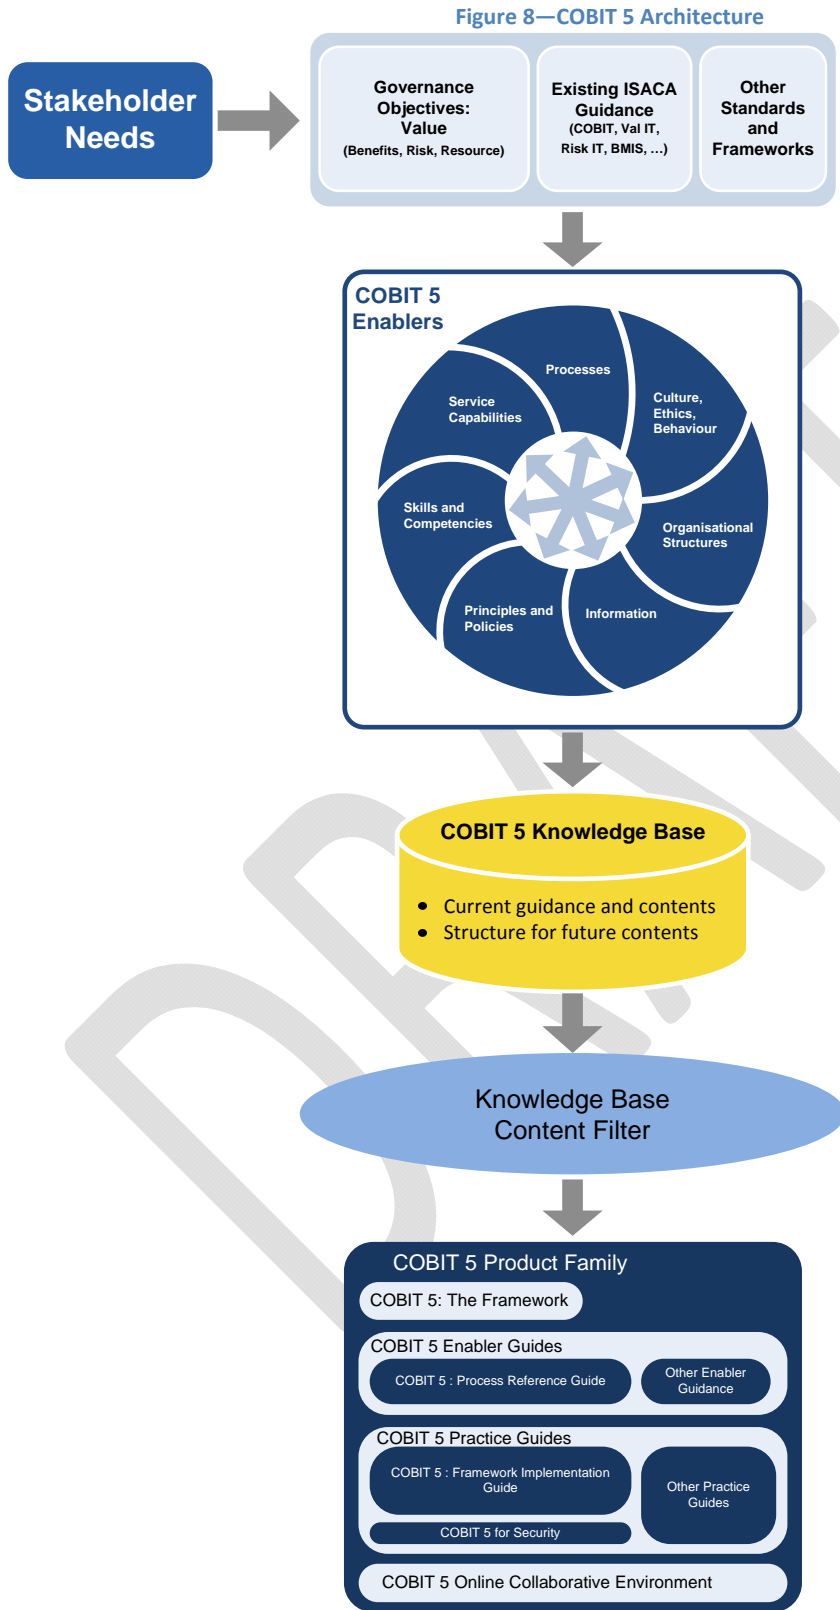 Figure 8—COBIT 5 Architecture
Stakeholder
Needs
Governance
Objectives:
Value
(Benefits, Risk, Resource)
Existing ISACA
Guidance
(COBIT, Val IT,
Risk IT, BMIS, ...)
Other
Standards
and
Frameworks
COBIT 5
Enablers
Processes
Culture,
Ethics,
Behaviour
Service
Capabilities
Skills and
Competencies
Organisational
Structures
Principles and
Policies
Information
COBIT 5 Knowledge Base
• Current guidance and contents
• Structure for future contents
Knowledge Base
Content Filter
COBIT 5 Product Family
COBIT 5: The Framework
COBIT 5 Enabler Guides
COBIT 5 : Process Reference Guide
Other Enabler
Guidance
COBIT 5 Practice Guides
COBIT 5 : Framework Implementation
Guide
COBIT 5 for Security
Other Practice
Guides
COBIT 5 Online Collaborative Environment